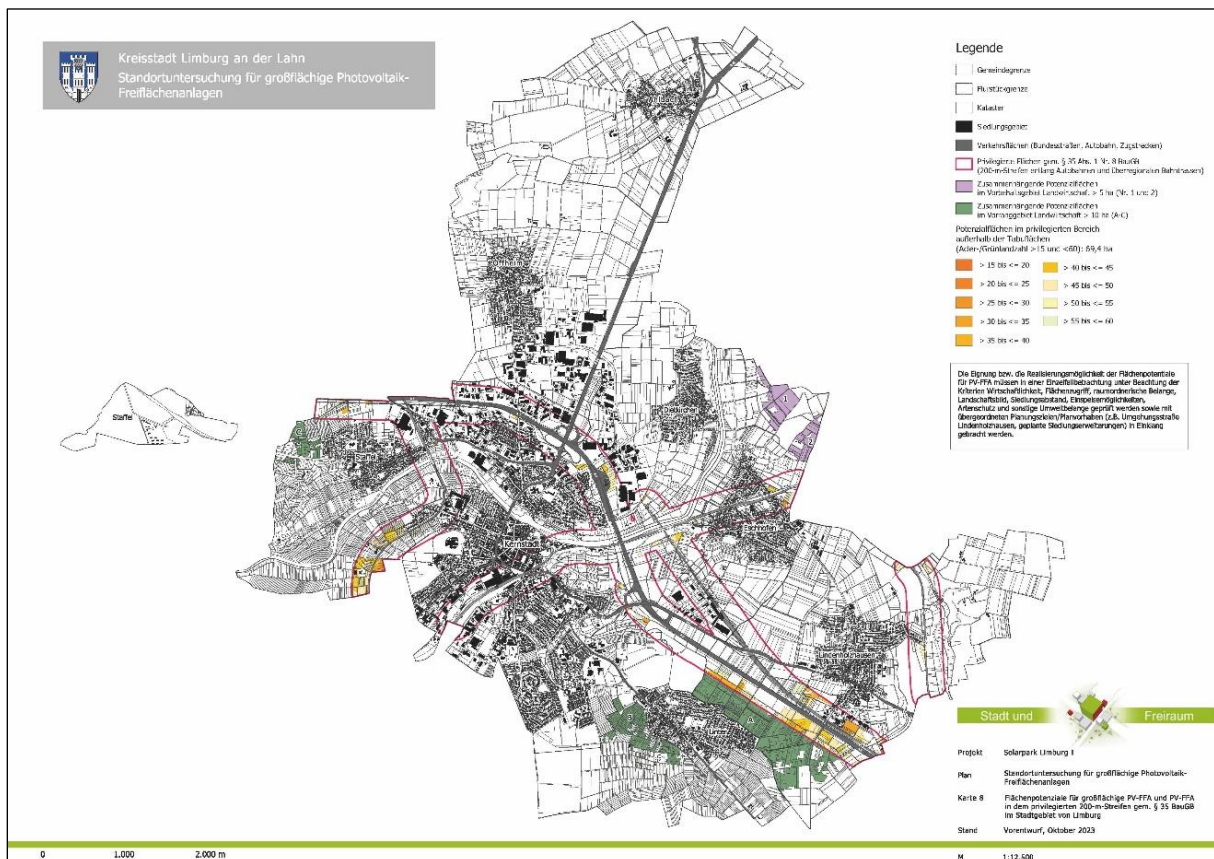 Kreisstadt Limburg an der Lahn
Standortuntersuchung für großflächige Photovoltaik-
Freiflächenanlagen
Legende
Gemeindegrenze
Flurstückgrenze
Kataster
Siedlungsgebiet
Verkehrsflächen (Bundesstraßen, Autobahn, Zugstrecken)
Privilegierte Flächen gem. § 35 Abs. 1 Nr. 8 BauGB
(200-m-Streifen entlang Autobahnen und überregionalen Bahntrassen)
Zusammenhängende Potenzialflächen
im Vorbehaltsgebiet Landwirtschaft > 5 ha (Nr. 1 und 2)
Zusammenhängende Potenzialflächen
im Vorranggebiet Landwirtschaft > 10 ha (A-C)
Potenzialflächen im privilegierten Bereich
außerhalb der Tabuflächen
(Acker-/Grünlandzahl >15 und <60): 69,4 ha
> 15 bis <= 20
> 40 bis <= 45
> 20 bis <= 25
> 45 bis <= 50
> 25 bis <= 30
> 50 bis <= 55
> 30 bis <= 35
> 55 bis <= 60
> 35 bis <= 40
Die Eignung bzw. die Realisierungsmöglichkeit der Flächenpotentiale
für PV-FFA müssen in einer Einzelfallbetrachtung unter Beachtung der
Kriterien Wirtschaftlichkeit, Flächenzugriff, raumordnerische Belange,
Landschaftsbild, Siedlungsabstand, Einspeisemöglichkeiten,
Artenschutz und sonstige Umweltbelange geprüft werden sowie mit
übergeordneten Planungszielen/Planvorhaben (z.B. Umgehungsstraße
Lindenholzhausen, geplante Siedlungserweiterungen) in Einklang
gebracht werden.
Ahlbach
Offheim
Dietkirchen
1
2
Staffel
Staffel
Eschhofen
Kernstadt
Lindenholzhausen
B
Linter
A
Stadt und Freiraum
Projekt Solarpark Limburg I
Plan Standortuntersuchung für großflächige Photovoltaik-
Freiflächenanlagen
Karte 8 Flächenpotenziale für großflächige PV-FFA und PV-FFA
in dem privilegierten 200-m-Streifen gem. § 35 BauGB
im Stadtgebiet von Limburg
Stand Vorentwurf, Oktober 2023
M 1:12.500
0 1.000 2.000 m